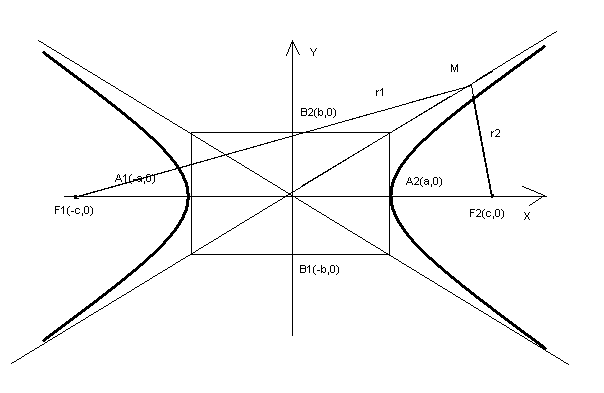 Y
M
r1
B2(b,0)
r2
A1(-a,0)
A2(a,0)
F1(-c,0)
F2(c,0)
X
B1(-b,0)